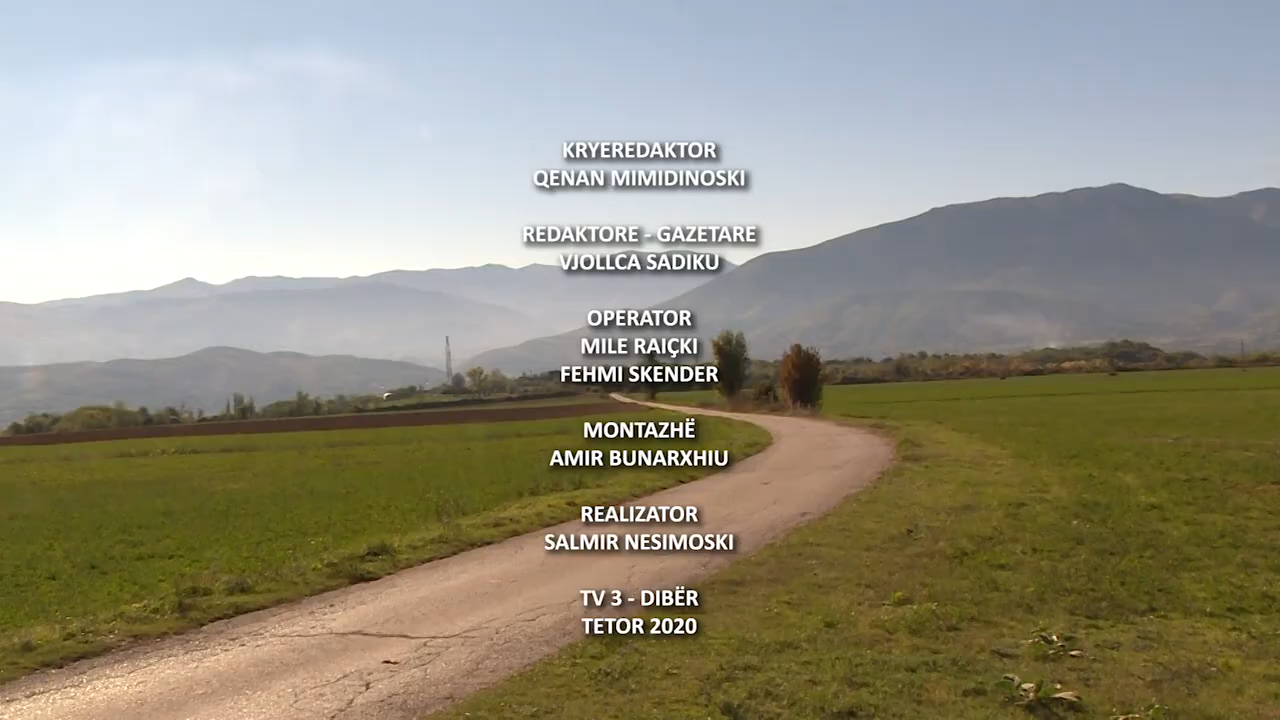 KRYEREDAKTOR
QENAN MIMIDINOSKI
REDAKTORE - GAZETARE
VJOLLCA SADIKU
OPERATOR
MILE RAIÇKI
FEHMI SKENDER
MONTAZHË
AMIR BUNARXHIU
REALIZATOR
SALMIR NESIMOSKI
TV 3 - DIBËR
TETOR 2020